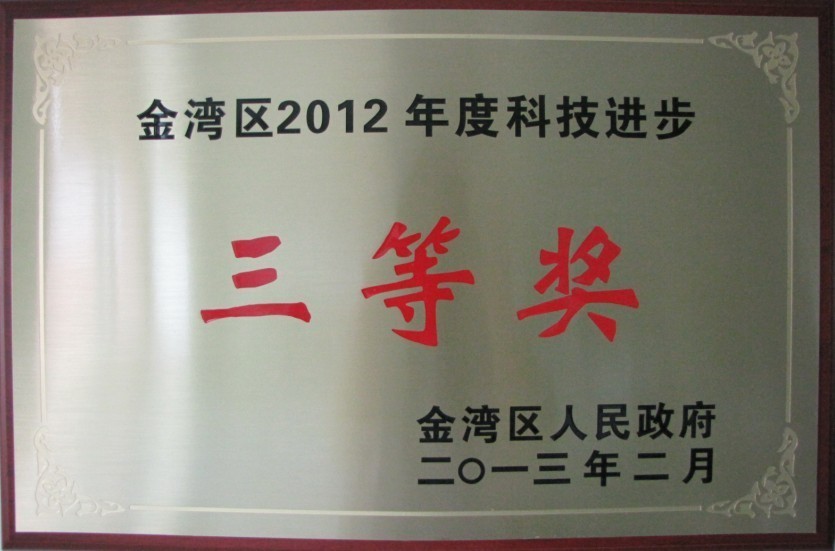 金湾区2012年度科技进步
三等奖
金湾区人民政府
二〇一三年二月